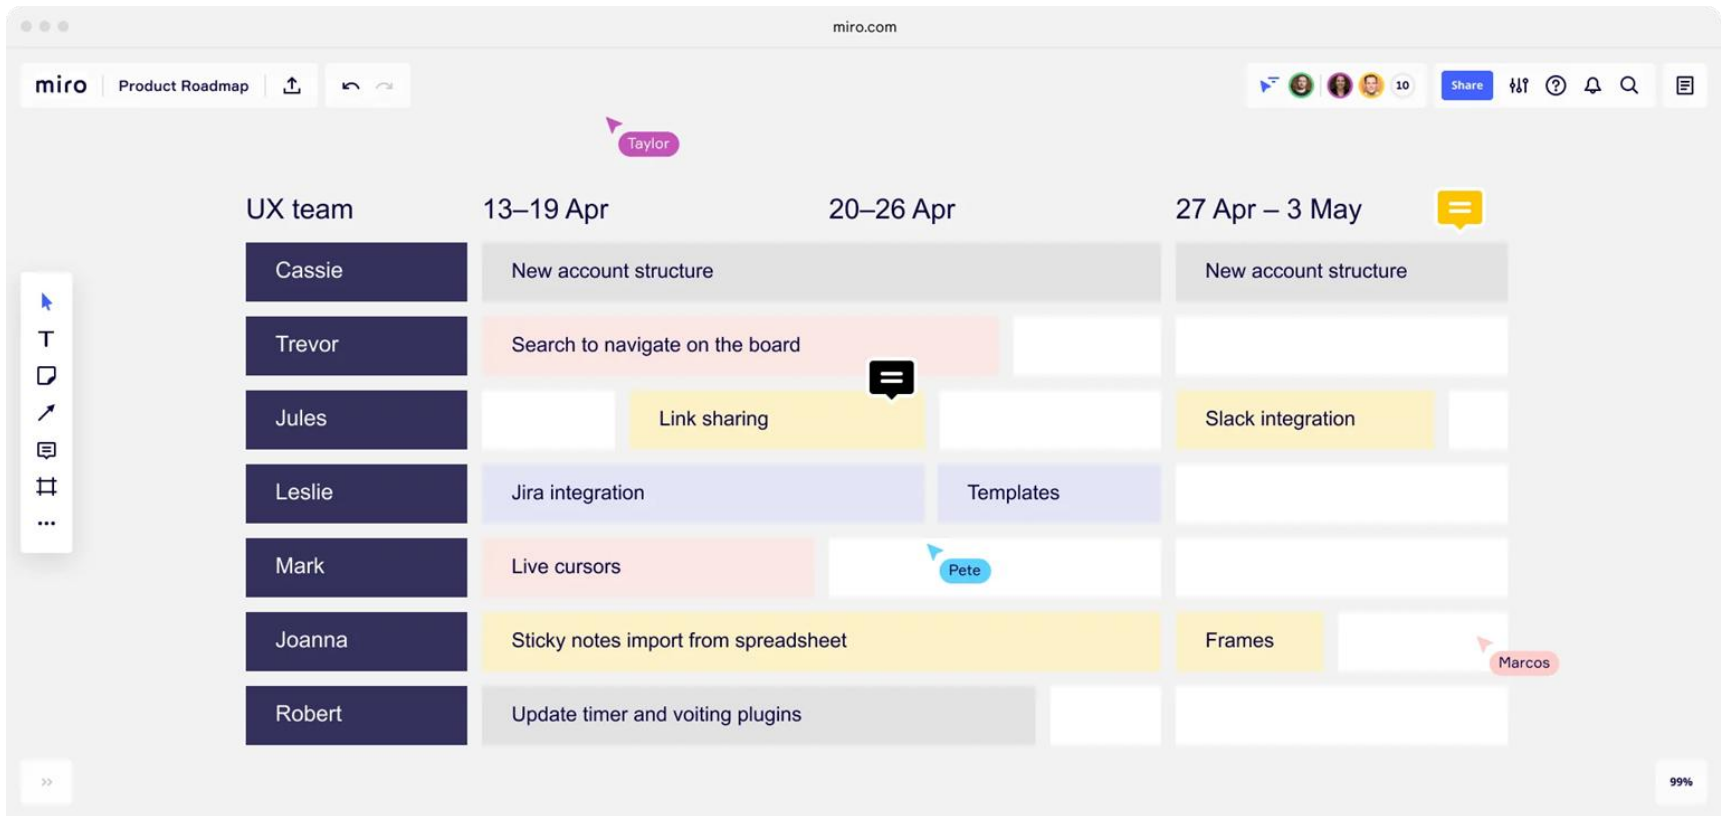 miro.com
miro Product Roadmap 10 Share
Taylor
UX team 13–19 Apr 20–26 Apr 27 Apr – 3 May
Cassie New account structure New account structure
Trevor Search to navigate on the board
Jules Link sharing Slack integration
Leslie Jira integration Templates
Mark Live cursors
Pete
Joanna Sticky notes import from spreadsheet Frames
Marcos
Robert Update timer and voiting plugins
99%